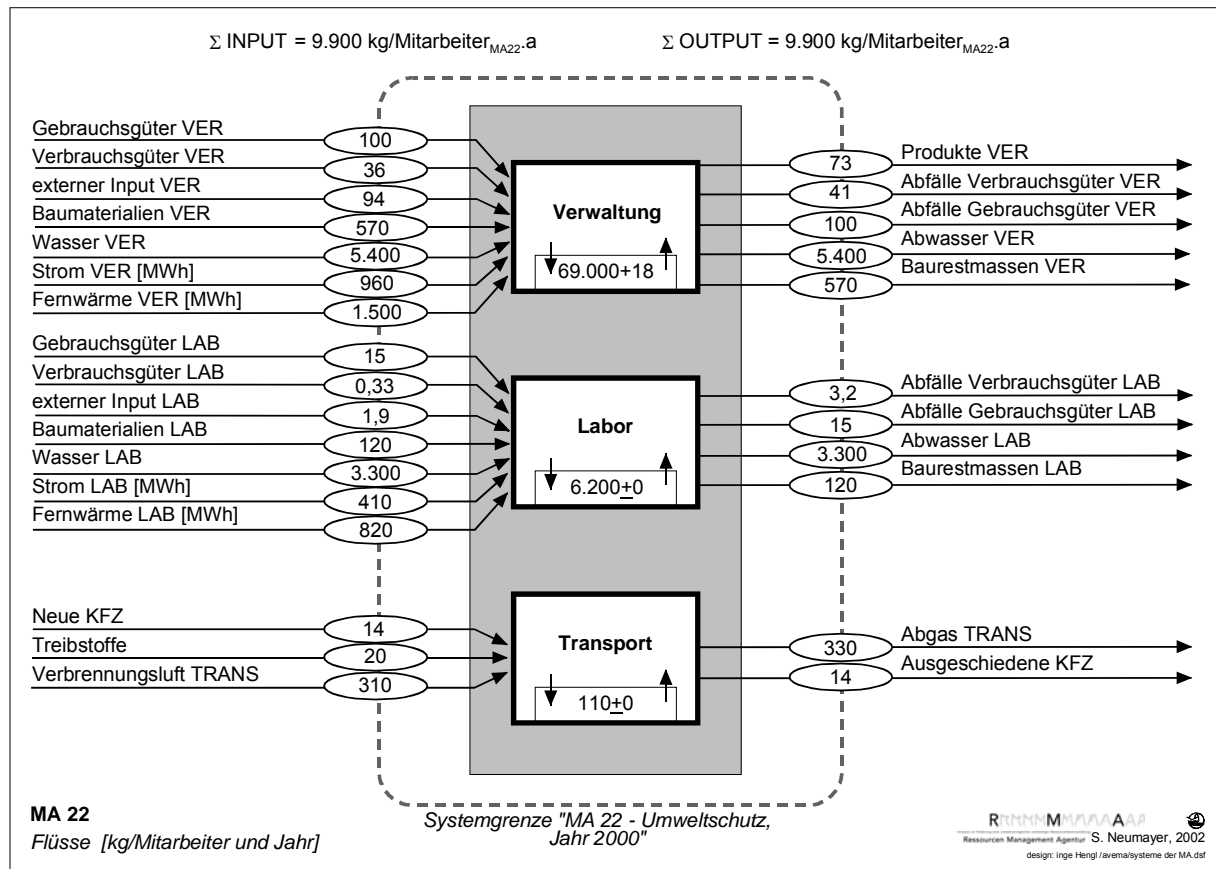 Σ INPUT = 9.900 kg/Mitarbeiter MA22.a
Σ OUTPUT = 9.900 kg/Mitarbeiter MA22.a
Gebrauchsgüter VER 100
Verbrauchsgüter VER 36
externer Input VER 94
Baumaterialien VER 570
Wasser VER 5.400
Strom VER [MWh] 960
Fernwärme VER [MWh] 1.500
Verwaltung
69.000+18
73 Produkte VER
41 Abfälle Verbrauchsgüter VER
100 Abfälle Gebrauchsgüter VER
5.400 Abwasser VER
570 Baurestmassen VER
Gebrauchsgüter LAB 15
Verbrauchsgüter LAB 0,33
externer Input LAB 1,9
Baumaterialien LAB 120
Wasser LAB 3.300
Strom LAB [MWh] 410
Fernwärme LAB [MWh] 820
Labor
6.200±0
3,2 Abfälle Verbrauchsgüter LAB
15 Abfälle Gebrauchsgüter LAB
3.300 Abwasser LAB
120 Baurestmassen LAB
Neue KFZ 14
Treibstoffe 20
Verbrennungsluft TRANS 310
Transport
110±0
330 Abgas TRANS
14 Ausgeschiedene KFZ
MA 22
Flüsse [kg/Mitarbeiter und Jahr]
Systemgrenze "MA 22 - Umweltschutz,
Jahr 2000"
Ressourcen Management Agentur S. Neumayer, 2002
design: inge Hengl /avema/systeme der MA.dsf